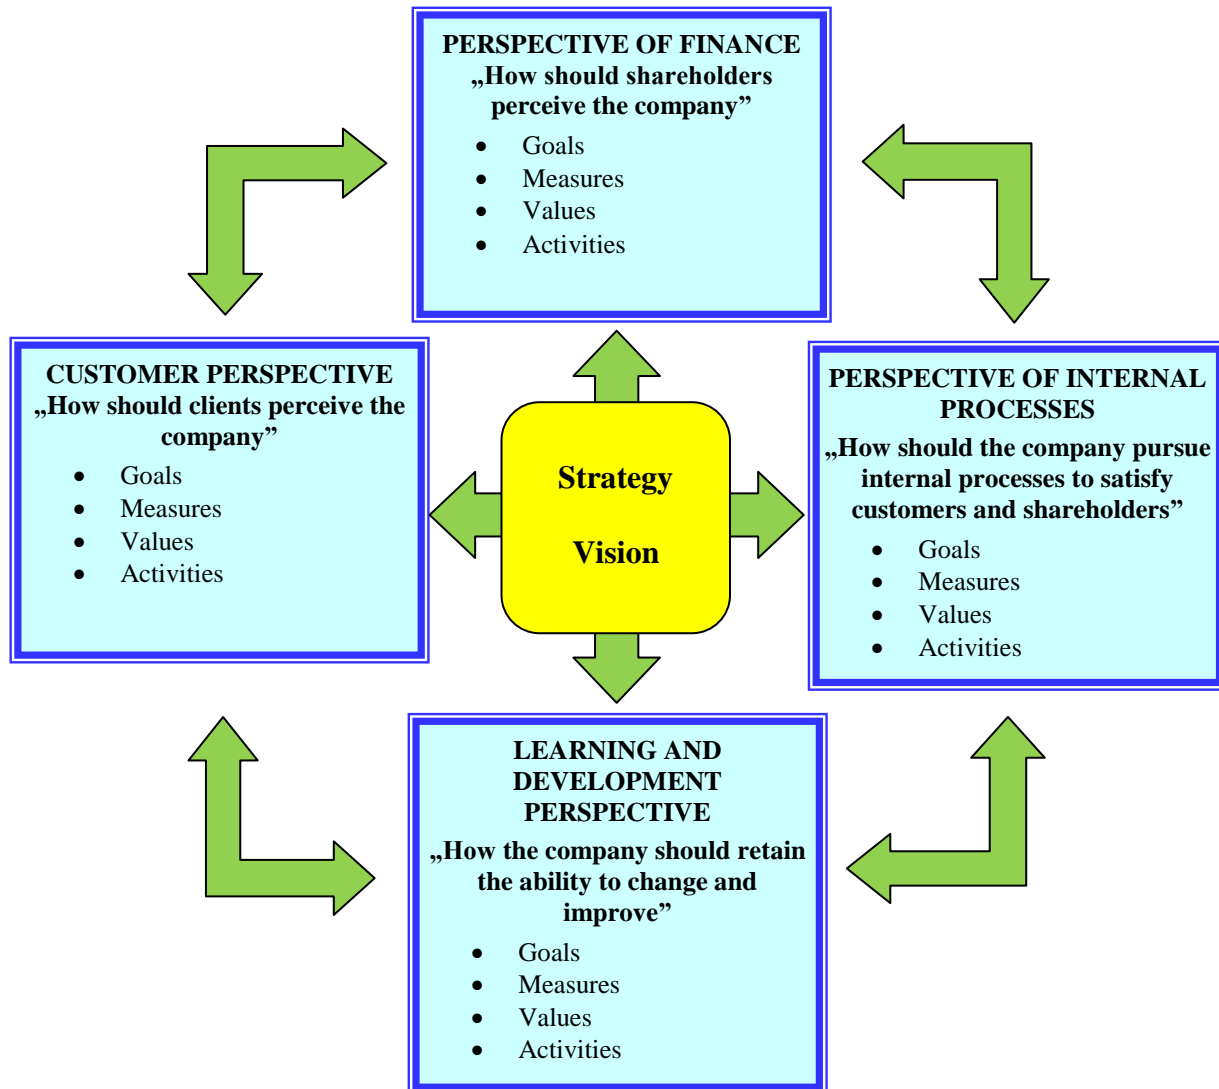 PERSPECTIVE OF FINANCE
„How should shareholders
perceive the company”
• Goals
• Measures
• Values
• Activities
CUSTOMER PERSPECTIVE
„How should clients perceive the
company”
• Goals
• Measures
• Values
• Activities
Strategy
Vision
PERSPECTIVE OF INTERNAL
PROCESSES
„How should the company pursue
internal processes to satisfy
customers and shareholders”
• Goals
• Measures
• Values
• Activities
LEARNING AND
DEVELOPMENT
PERSPECTIVE
„How the company should retain
the ability to change and
improve”
• Goals
• Measures
• Values
• Activities